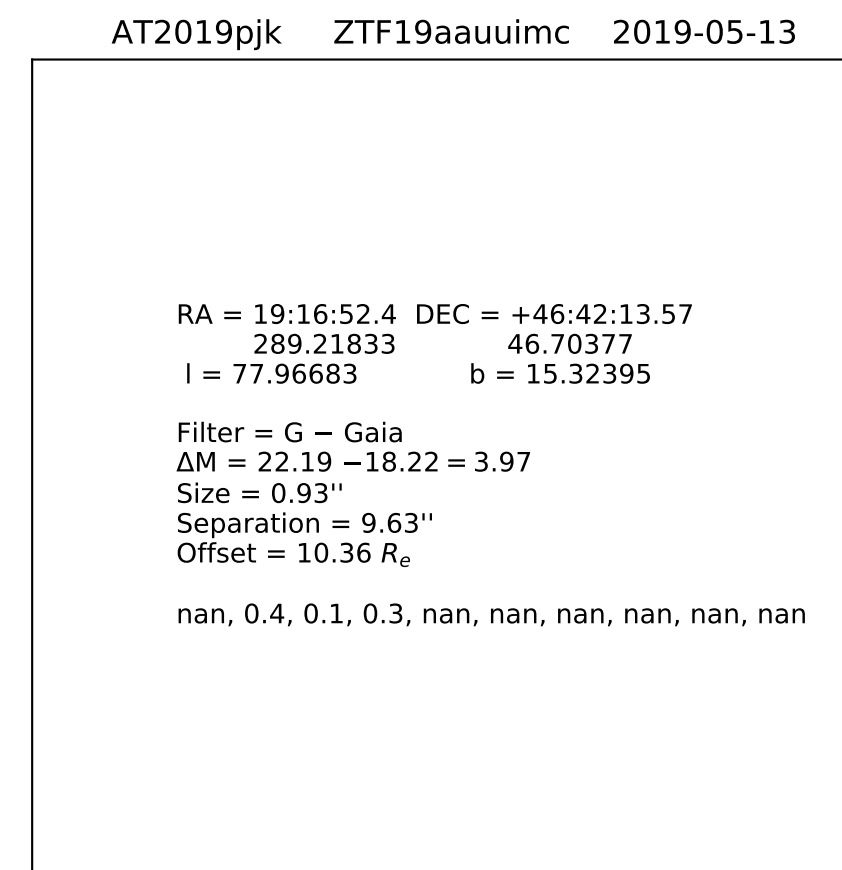 AT2019pjk ZTF19aauuimc 2019-05-13
RA = 19:16:52.4 DEC = +46:42:13.57
289.21833 46.70377
l = 77.96683 b = 15.32395
Filter = G − Gaia
ΔM = 22.19 −18.22 = 3.97
Size = 0.93''
Separation = 9.63''
Offset = 10.36 Re
nan, 0.4, 0.1, 0.3, nan, nan, nan, nan, nan, nan